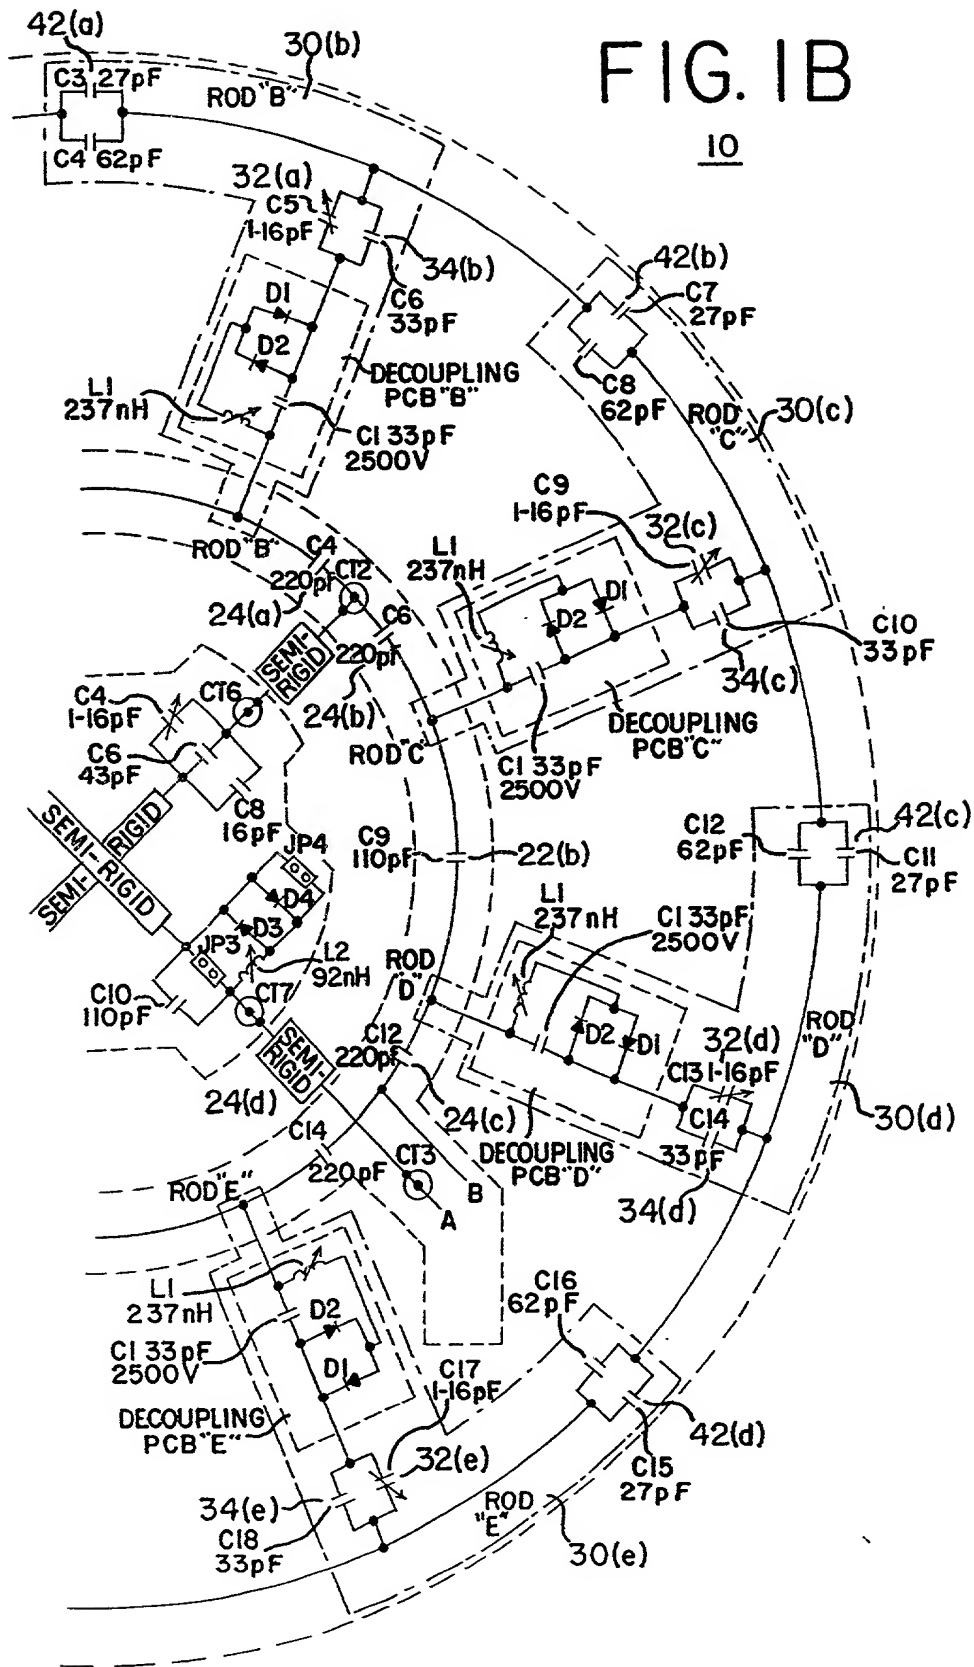 42(a)
30(b)
FIG. 1B
10
C3 27pF
ROD "B"
C4 62pF
32(a)
C5
1-16pF
34(b)
C6
33pF
42(b)
C7
27pF
D1
D2
DECOUPLING
PCB "B"
C8
62pF
L1
237nH
C1 33pF
2500V
ROD
"C"
30(c)
C9
1-16pF
32(c)
ROD "B"
C4
220pf
CT2
L1
237nH
D1
D2
24(a)
C6
SEMI-
RIGID
220pf
C10
33pF
34(c)
24(b)
C4
1-16pF
CT6
ROD "C"
DECOUPLING
PCB "C"
C6
43pF
C1 33pF
2500V
C8
16pF
SEMI-RIGID
SEMI-
RIGID
JP4
C9
110pF
22(b)
C12
62pF
42(c)
C11
27pF
D4
D3
L1
237nH
C1 33pF
2500V
JP3
L2
92nH
ROD
"D"
C10
110pF
CT7
C12
220pf
D2
D1
ROD
"D"
32(d)
C13 1-16pF
SEMI-
RIGID
24(d)
24(c)
C14
33pF
30(d)
C14
220pF
CT3
DECOUPLING
PCB "D"
34(d)
ROD "E"
B
A
L1
237nH
C16
62pF
D2
C1 33pF
2500V
D1
C17
1-16pF
DECOUPLING
PCB "E"
42(d)
32(e)
C15
27pF
34(e)
ROD
"E"
C18
33pF
30(e)